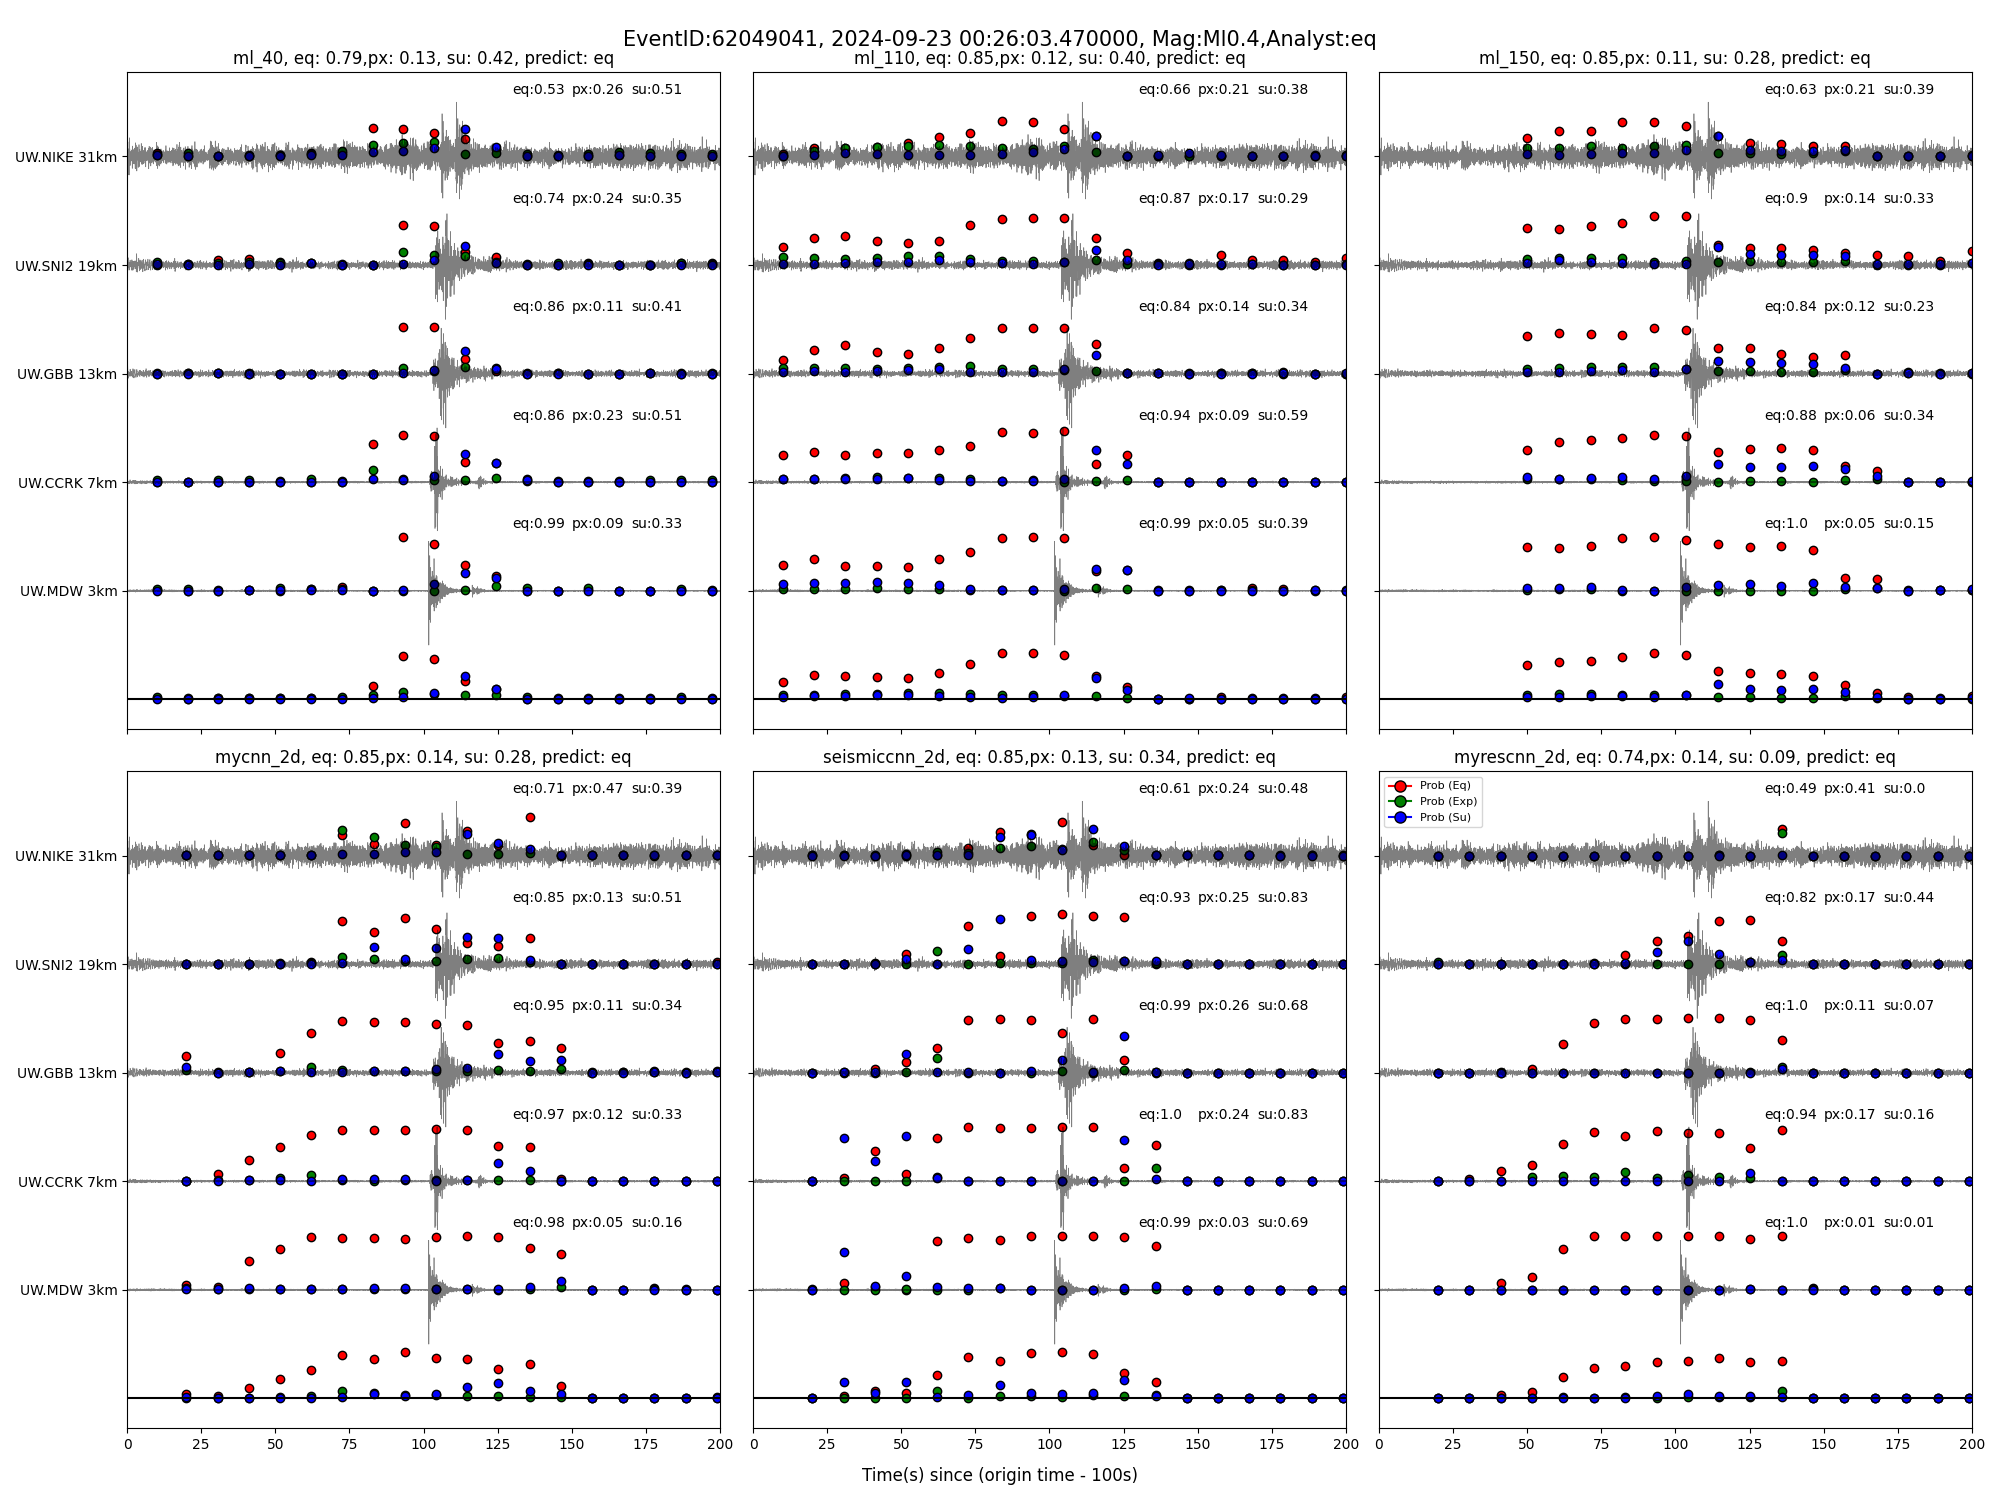 EventID:62049041, 2024-09-23 00:26:03.470000, Mag:Ml0.4,Analyst:eq
ml_40, eq: 0.79,px: 0.13, su: 0.42, predict: eq
eq:0.53 px:0.26 su:0.51
UW.NIKE 31km
eq:0.74 px:0.24 su:0.35
UW.SNI2 19km
eq:0.86 px:0.11 su:0.41
UW.GBB 13km
eq:0.86 px:0.23 su:0.51
UW.CCRK 7km
eq:0.99 px:0.09 su:0.33
UW.MDW 3km
ml_110, eq: 0.85,px: 0.12, su: 0.40, predict: eq
eq:0.66 px:0.21 su:0.38
eq:0.87 px:0.17 su:0.29
eq:0.84 px:0.14 su:0.34
eq:0.94 px:0.09 su:0.59
eq:0.99 px:0.05 su:0.39
ml_150, eq: 0.85,px: 0.11, su: 0.28, predict: eq
eq:0.63 px:0.21 su:0.39
eq:0.9 px:0.14 su:0.33
eq:0.84 px:0.12 su:0.23
eq:0.88 px:0.06 su:0.34
eq:1.0 px:0.05 su:0.15
mycnn_2d, eq: 0.85,px: 0.14, su: 0.28, predict: eq
eq:0.71 px:0.47 su:0.39
UW.NIKE 31km
eq:0.85 px:0.13 su:0.51
UW.SNI2 19km
eq:0.95 px:0.11 su:0.34
UW.GBB 13km
eq:0.97 px:0.12 su:0.33
UW.CCRK 7km
eq:0.98 px:0.05 su:0.16
UW.MDW 3km
0 25 50 75 100 125 150 175 200
seismiccnn_2d, eq: 0.85,px: 0.13, su: 0.34, predict: eq
eq:0.61 px:0.24 su:0.48
eq:0.93 px:0.25 su:0.83
eq:0.99 px:0.26 su:0.68
eq:1.0 px:0.24 su:0.83
eq:0.99 px:0.03 su:0.69
0 25 50 75 100 125 150 175 200
myrescnn_2d, eq: 0.74,px: 0.14, su: 0.09, predict: eq
Prob (Eq)
Prob (Exp)
Prob (Su)
eq:0.49 px:0.41 su:0.0
eq:0.82 px:0.17 su:0.44
eq:1.0 px:0.11 su:0.07
eq:0.94 px:0.17 su:0.16
eq:1.0 px:0.01 su:0.01
0 25 50 75 100 125 150 175 200
Time(s) since (origin time - 100s)